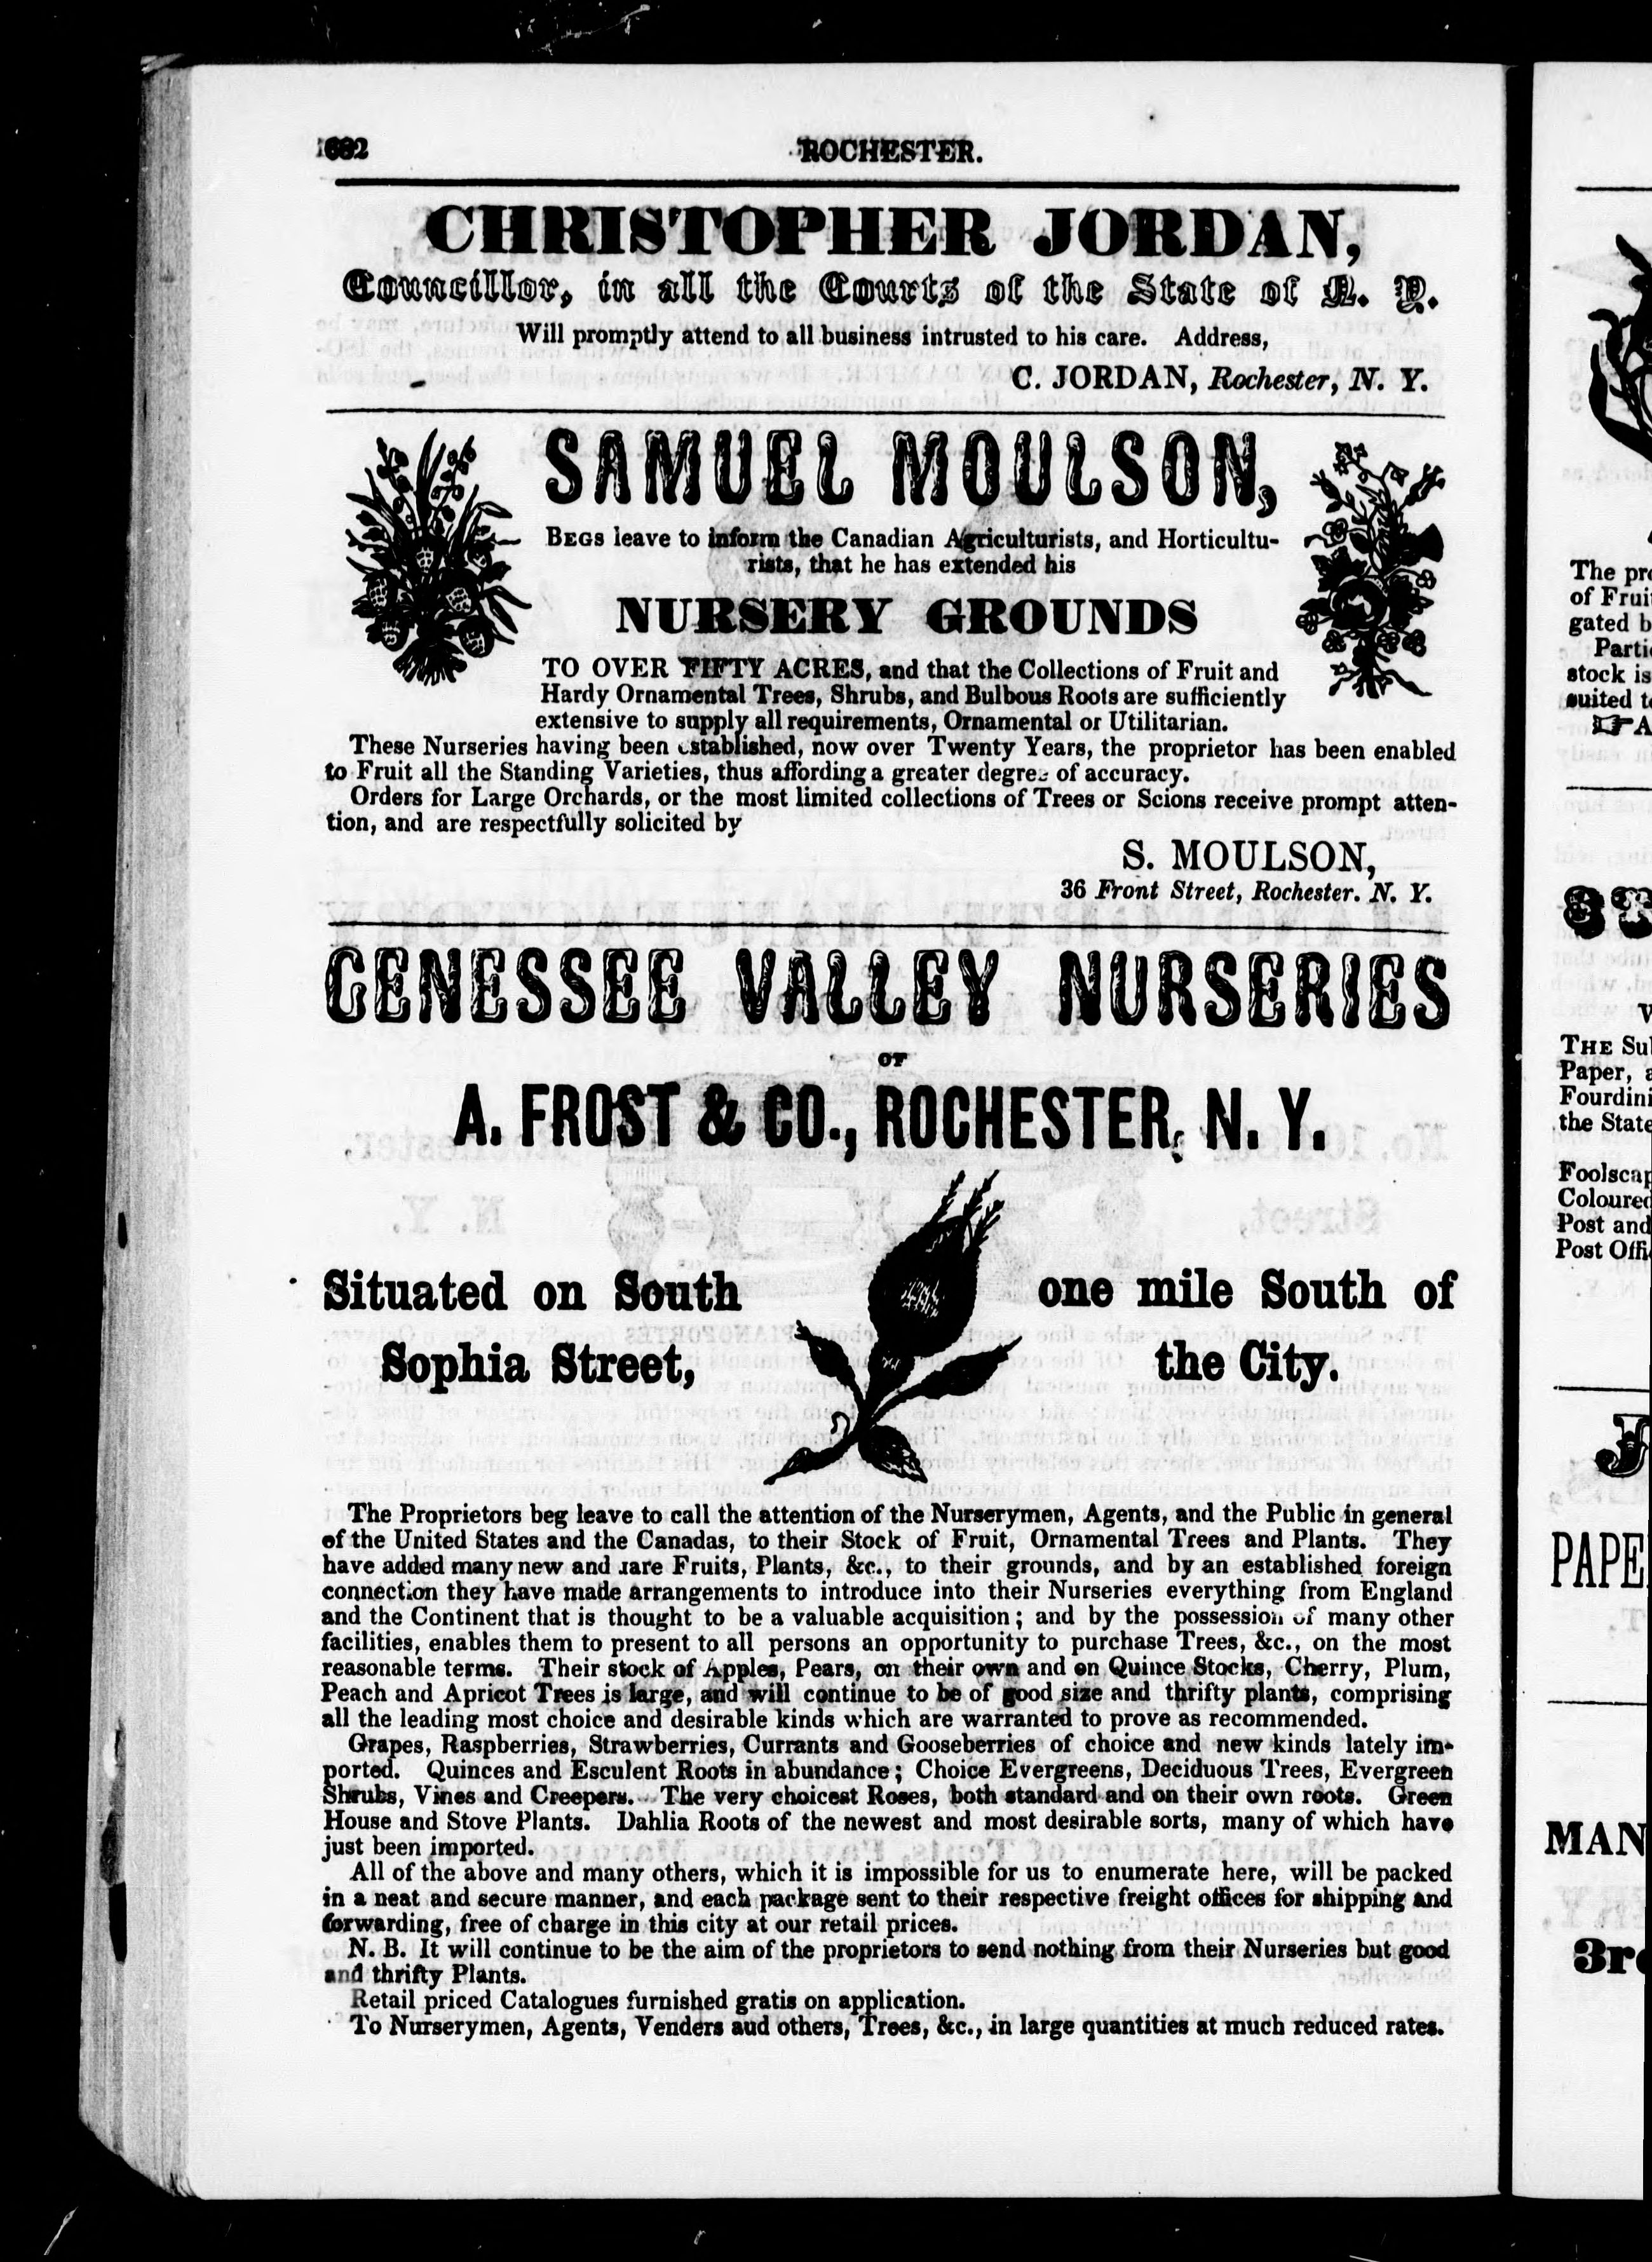 ROCHESTER.
CHRISTOPHER JORDAN,
Councillor, in all the Courts of the State of N. Y.
Will promptly attend to all business intrusted to his care. Address,
C. JORDAN, Rochester, N. Y.
SAMUEL MOULSON,
BEGS leave to inform the Canadian Agriculturists, and Horticultu-
rists, that he has extended his
NURSERY GROUNDS
TO OVER FIFTY ACRES, and that the Collections of Fruit and
Hardy Ornamental Trees, Shrubs, and Bulbous Roots are sufficiently
extensive to supply all requirements, Ornamental or Utilitarian.
These Nurseries having been established, now over Twenty Years, the proprietor has been enabled
to Fruit all the Standing Varieties, thus affording a greater degree of accuracy.
Orders for Large Orchards, or the most limited collections of Trees or Scions receive prompt atten-
tion, and are respectfully solicited by
S. MOULSON,
36 Front Street, Rochester. N. Y.
GENESSEE VALLEY NURSERIES
OF
A. FROST & CO., ROCHESTER, N. Y.
Situated on South one mile South of
Sophia Street, the City.
The Proprietors beg leave to call the attention of the Nurserymen, Agents, and the Public in general
of the United States and the Canadas, to their Stock of Fruit, Ornamental Trees and Plants. They
have added many new and rare Fruits, Plants, &c., to their grounds, and by an established foreign
connection they have made arrangements to introduce into their Nurseries everything from England
and the Continent that is thought to be a valuable acquisition; and by the possession of many other
facilities, enables them to present to all persons an opportunity to purchase Trees, &c., on the most
reasonable terms. Their stock of Apples, Pears, on their own and on Quince Stocks, Cherry, Plum,
Peach and Apricot Trees is large, and will continue to be of good size and thrifty plants, comprising
all the leading most choice and desirable kinds which are warranted to prove as recommended.
Grapes, Raspberries, Strawberries, Currants and Gooseberries of choice and new kinds lately im-
ported. Quinces and Esculent Roots in abundance; Choice Evergreens, Deciduous Trees, Evergreen
Shrubs, Vines and Creepers. The very choicest Roses, both standard and on their own roots. Green
House and Stove Plants. Dahlia Roots of the newest and most desirable sorts, many of which have
just been imported.
All of the above and many others, which it is impossible for us to enumerate here, will be packed
in a neat and secure manner, and each package sent to their respective freight offices for shipping and
forwarding, free of charge in this city at our retail prices.
N. B. It will continue to be the aim of the proprietors to send nothing from their Nurseries but good
and thrifty Plants.
Retail priced Catalogues furnished gratis on application.
To Nurserymen, Agents, Venders aud others, Trees, &c., in large quantities at much reduced rates.
The
of
gated
stock is
suited
A
THE
Paper,
the State
Post and
Post
J
MAN